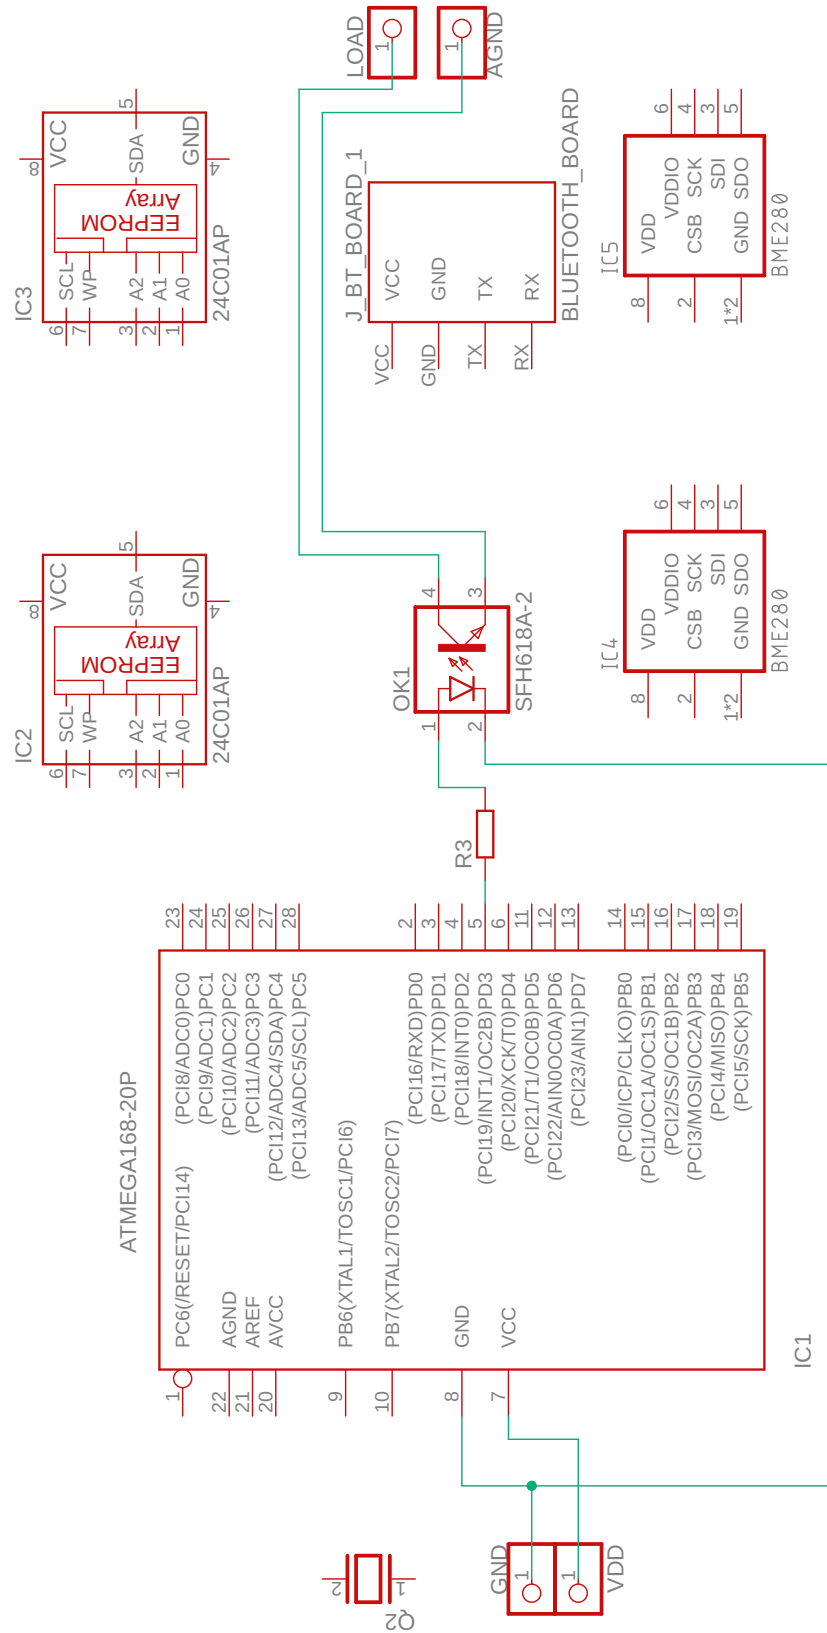 LOAD
1
AGND
1
IC3
24C01AP
VCC
8
GND
4
SDA
5
EEPROM
Array
SCL
6
WP
7
A2
3
A1
2
A0
1
J_BT_BOARD_1
BLUETOOTH_BOARD
VCC
GND
TX
RX
VCC
GND
TX
RX
IC5
BME280
VDD
8
VDDIO
6
CSB
2
SCK
4
SDI
3
GND
1*2
SDO
5
IC2
24C01AP
VCC
8
GND
4
SDA
5
EEPROM
Array
SCL
6
WP
7
A2
3
A1
2
A0
1
OK1
SFH618A-2
4
3
1
2
IC4
BME280
VDD
8
VDDIO
6
CSB
2
SCK
4
SDI
3
GND
1*2
SDO
5
R3
ATMEGA168-20P
IC1
23
(PCI8/ADC0)PC0
24
(PCI9/ADC1)PC1
25
(PCI10/ADC2)PC2
26
(PCI11/ADC3)PC3
27
(PCI12/ADC4/SDA)PC4
28
(PCI13/ADC5/SCL)PC5
2
(PCI16/RXD)PD0
3
(PCI17/TXD)PD1
4
(PCI18/INT0)PD2
5
(PCI19/INT1/OC2B)PD3
6
(PCI20/XCK/T0)PD4
11
(PCI21/T1/OC0B)PD5
12
(PCI22/AIN0OC0A)PD6
13
(PCI23/AIN1)PD7
14
(PCI0/ICP/CLKO)PB0
15
(PCI1/OC1A/OC1S)PB1
16
(PCI2/SS/OC1B)PB2
17
(PCI3/MOSI/OC2A)PB3
18
(PCI4/MISO)PB4
19
(PCI5/SCK)PB5
PC6(/RESET/PCI14)
1
AGND
22
AREF
21
AVCC
20
PB6(XTAL1/TOSC1/PCI6)
9
PB7(XTAL2/TOSC2/PCI7)
10
GND
8
VCC
7
2
1
Q2
GND
1
1
VDD